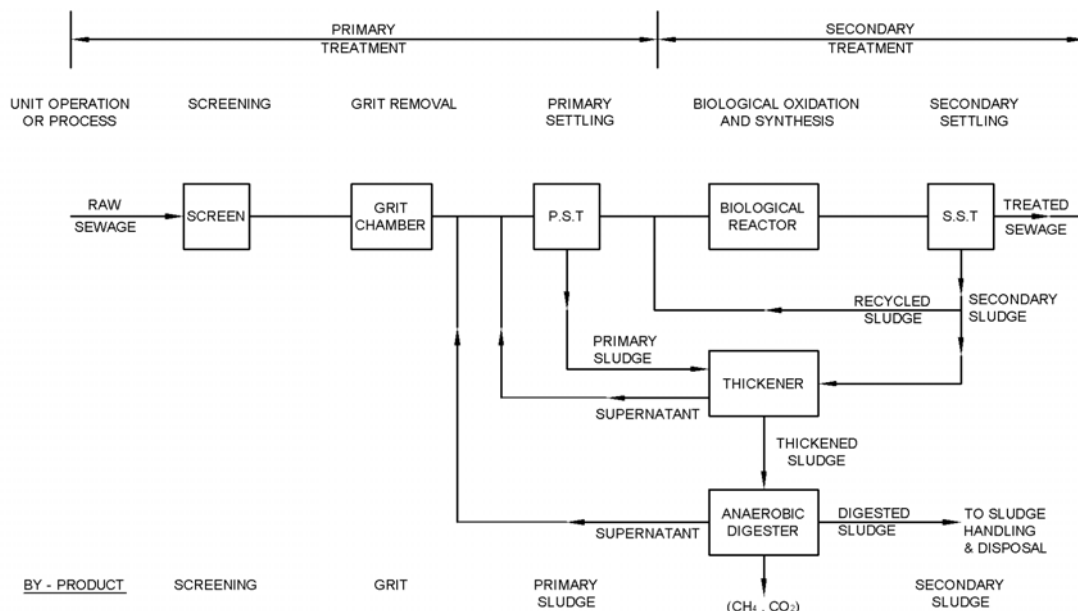 PRIMARY
TREATMENT
SECONDARY
TREATMENT
UNIT OPERATION
OR PROCESS
SCREENING
GRIT REMOVAL
PRIMARY
SETTLING
BIOLOGICAL OXIDATION
AND SYNTHESIS
SECONDARY
SETTLING
RAW
SEWAGE
SCREEN
GRIT
CHAMBER
P.S.T
BIOLOGICAL
REACTOR
S.S.T
TREATED
SEWAGE
RECYCLED
SLUDGE
SECONDARY
SLUDGE
PRIMARY
SLUDGE
THICKENER
SUPERNATANT
THICKENED
SLUDGE
ANAEROBIC
DIGESTER
SUPERNATANT
DIGESTED
SLUDGE
TO SLUDGE
HANDLING
& DISPOSAL
BY - PRODUCT
SCREENING
GRIT
PRIMARY
SLUDGE
(CH4 , CO2)
SECONDARY
SLUDGE